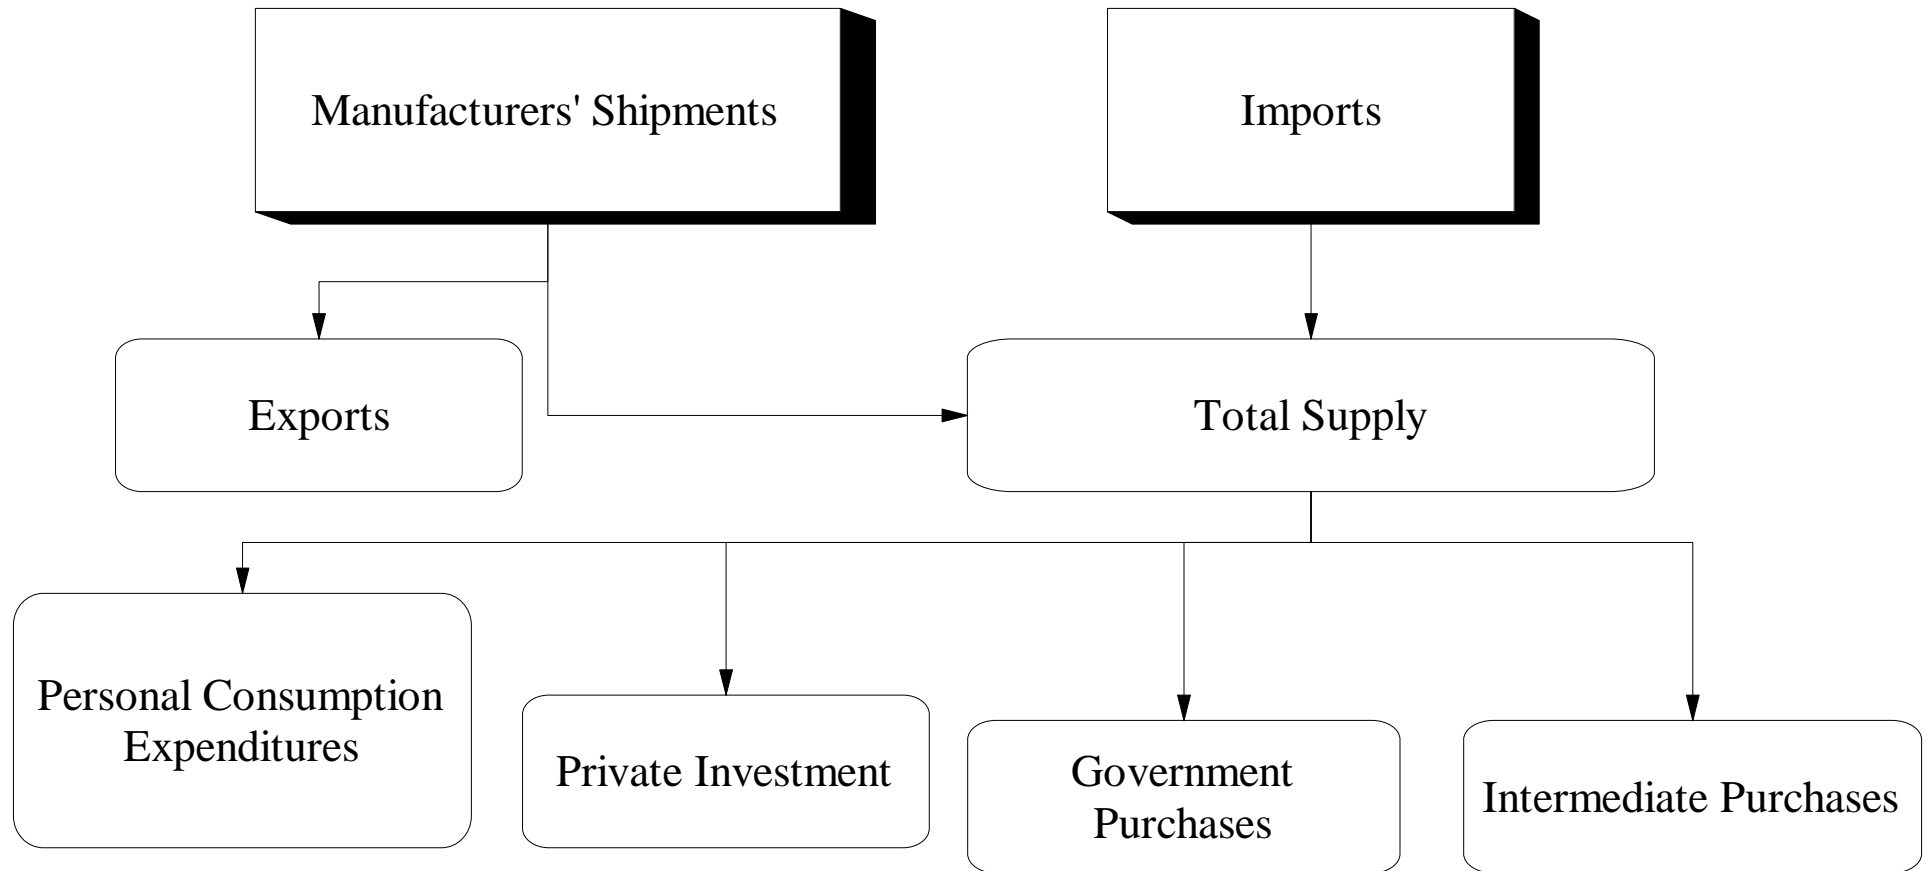 Manufacturers' Shipments
Imports
Exports
Total Supply
Personal Consumption
Expenditures
Private Investment
Government
Purchases
Intermediate Purchases